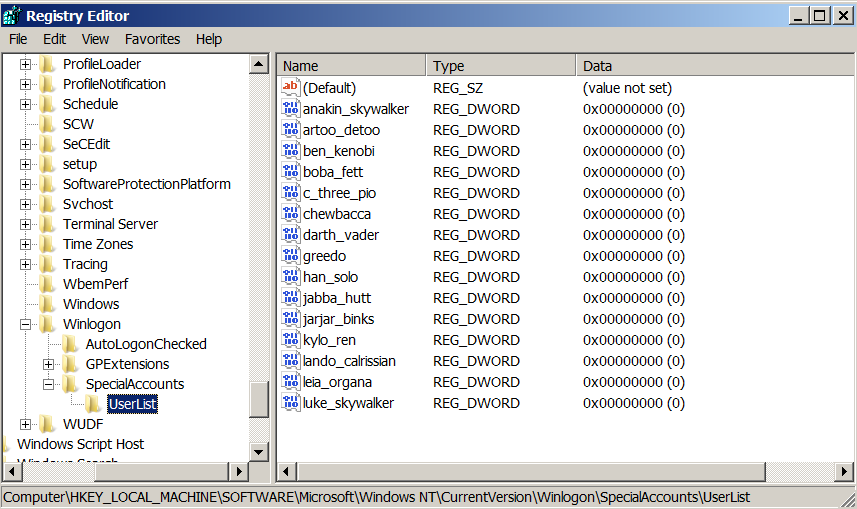 Registry Editor
File Edit View Favorites Help
ProfileLoader
ProfileNotification
Schedule
SCW
SeCEdit
setup
SoftwareProtectionPlatform
Svchost
Terminal Server
Time Zones
Tracing
WbemPerf
Windows
Winlogon
AutoLogonChecked
GPExtensions
SpecialAccounts
UserList
WUDF
Windows Script Host
Windows Search
Name Type Data
(Default) REG_SZ (value not set)
anakin_skywalker REG_DWORD 0x00000000 (0)
artoo_detoo REG_DWORD 0x00000000 (0)
ben_kenobi REG_DWORD 0x00000000 (0)
boba_fett REG_DWORD 0x00000000 (0)
c_three_pio REG_DWORD 0x00000000 (0)
chewbacca REG_DWORD 0x00000000 (0)
darth_vader REG_DWORD 0x00000000 (0)
greedo REG_DWORD 0x00000000 (0)
han_solo REG_DWORD 0x00000000 (0)
jabba_hutt REG_DWORD 0x00000000 (0)
jarjar_binks REG_DWORD 0x00000000 (0)
kylo_ren REG_DWORD 0x00000000 (0)
lando_calrissian REG_DWORD 0x00000000 (0)
leia_organa REG_DWORD 0x00000000 (0)
luke_skywalker REG_DWORD 0x00000000 (0)
Computer\HKEY_LOCAL_MACHINE\SOFTWARE\Microsoft\Windows NT\CurrentVersion\Winlogon\SpecialAccounts\UserList